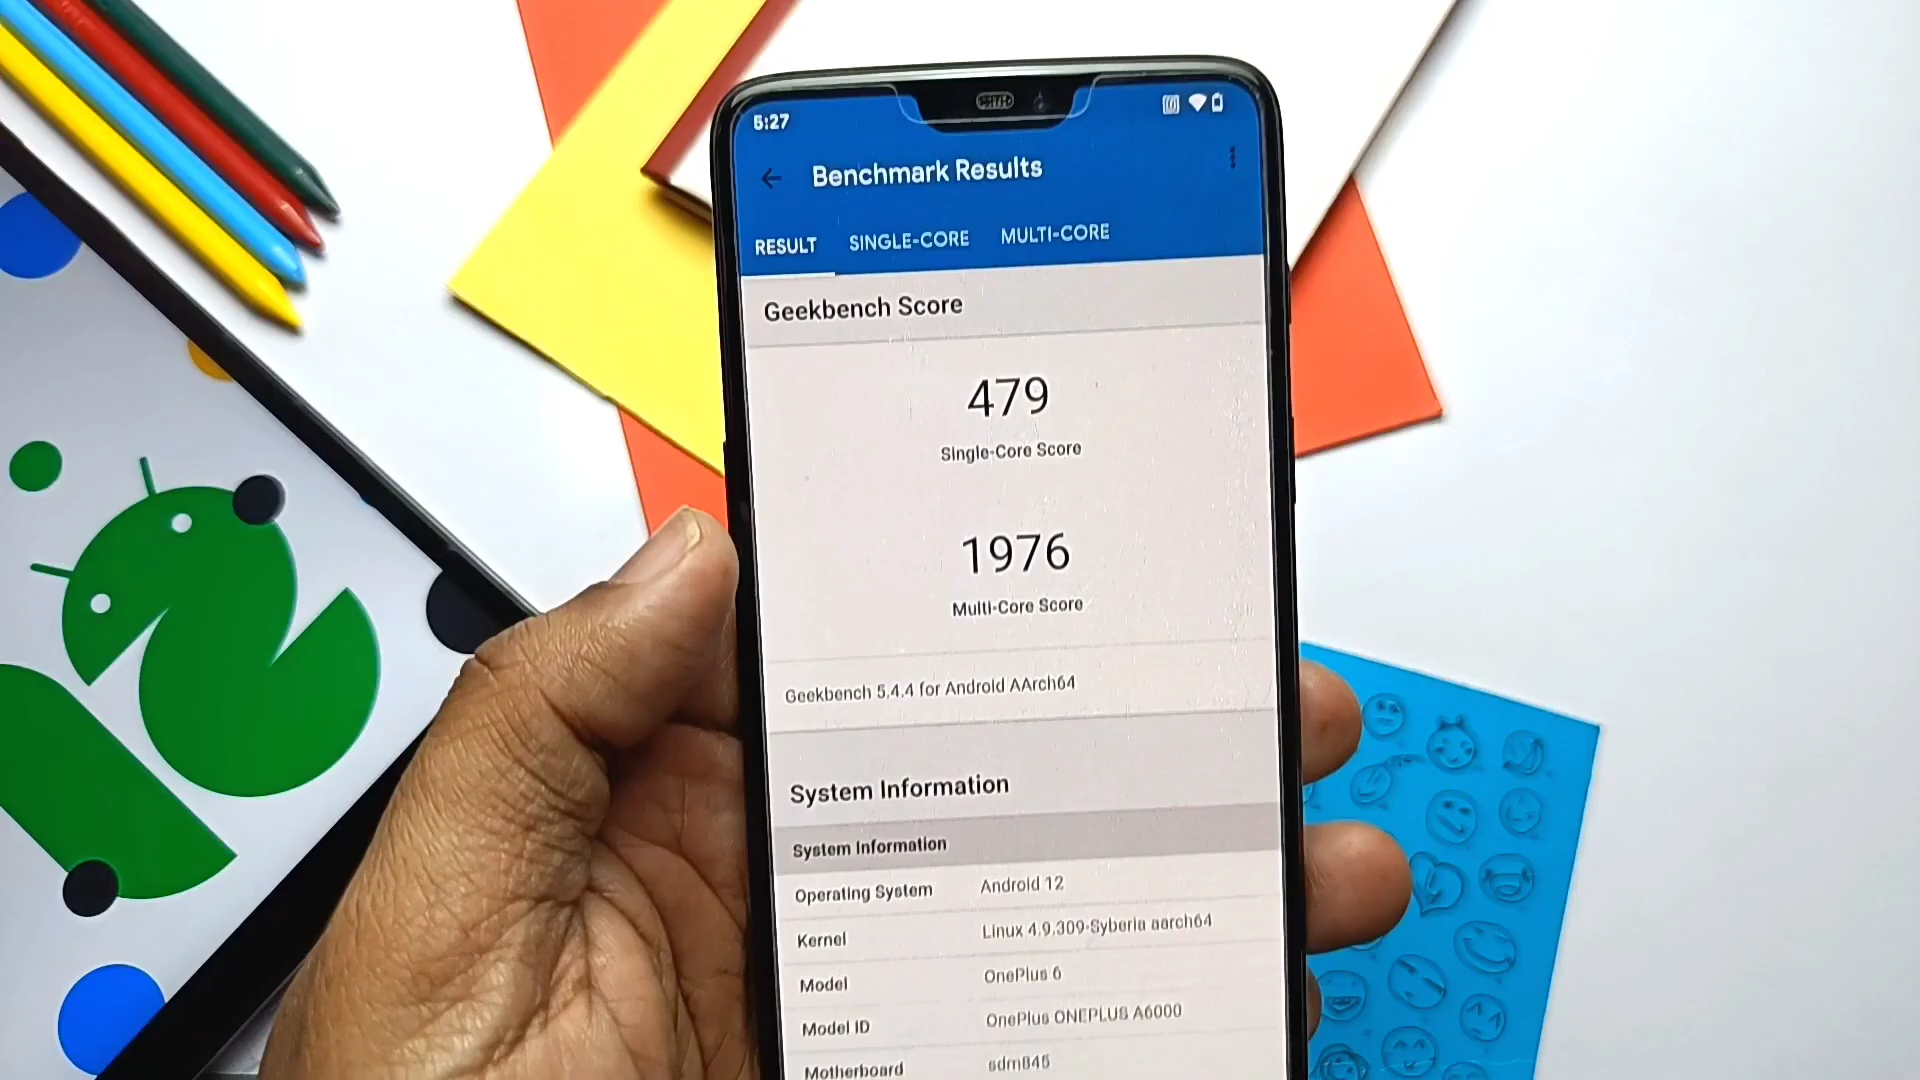 5:27
Benchmark Results
RESULT SINGLE-CORE MULTI-CORE
Geekbench Score
479
Single-Core Score
1976
Multi-Core Score
Geekbench 5.4.4 for Android AArch64
System Information
System Information
Operating System Android 12
Kernel Linux 4.9.309-Syberia aarch64
Model OnePlus 6
Model ID OnePlus ONEPLUS A6000
Motherboard sdm845